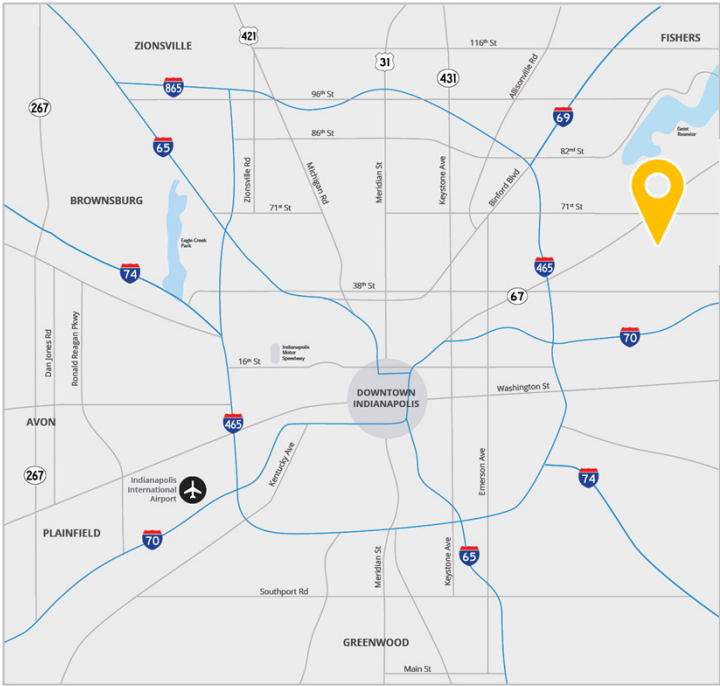 421
ZIONSVILLE
116th St
FISHERS
31
431
Allisonville Rd
865
96th St
267
69
Geist
Reservoir
65
86th St
82nd St
Zionsville Rd
Michigan Rd
Meridian St
Keystone Ave
Binford Blvd
BROWNSBURG
71st St
71st St
Eagle Creek
Park
74
465
38th St
67
Dan Jones Rd
Ronald Reagan Pkwy
70
Indianapolis
Motor
Speedway
16th St
DOWNTOWN
INDIANAPOLIS
Washington St
AVON
465
Kentucky Ave
Emerson Ave
267
Indianapolis
International
Airport
74
PLAINFIELD
70
Meridian St
Keystone Ave
65
Southport Rd
GREENWOOD
Main St